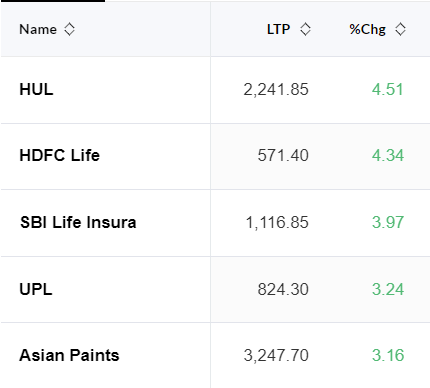 Name LTP %Chg
HUL 2,241.85 4.51
HDFC Life 571.40 4.34
SBI Life Insura 1,116.85 3.97
UPL 824.30 3.24
Asian Paints 3,247.70 3.16